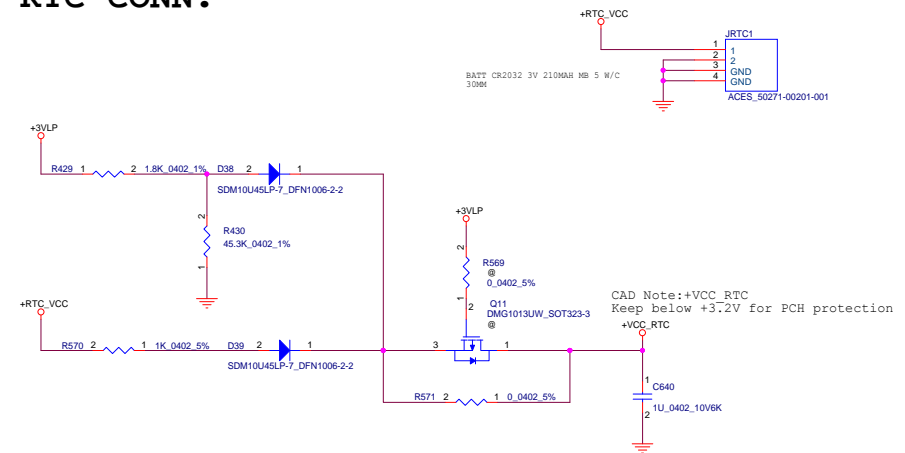 RTC CONN.
+RTC_VCC
JRTC1
1 1
2 2
3 GND
4 GND
ACES_50271-00201-001
BATT CR2032 3V 210MAH MB 5 W/C
30MM
+3VLP
R429 1 2 1.8K_0402_1% D38 2 1
SDM10U45LP-7_DFN1006-2-2
2
R430
45.3K_0402_1%
1
+3VLP
2
R569
@
0_0402_5%
1
2 Q11
DMG1013UW_SOT323-3
@
+RTC_VCC
R570 2 1 1K_0402_5% D39 2 1
SDM10U45LP-7_DFN1006-2-2
3 1
R571 2 1 0_0402_5%
CAD Note:+VCC_RTC
Keep below +3.2V for PCH protection
+VCC_RTC
1
C640
1U_0402_10V6K
2